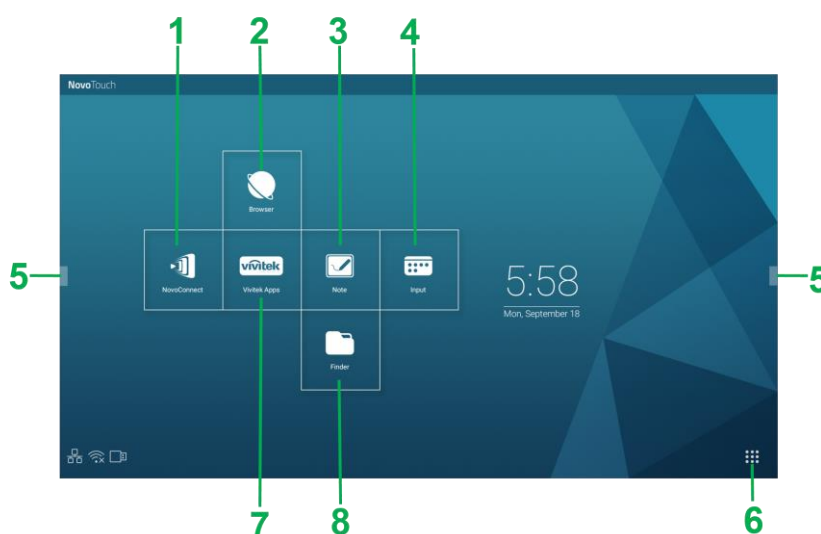 1 2 3 4
NovoTouch
Browser
5 5
vivitek
NovoConnect Vivitek Apps Note Input
5:58
Mon, September 18
Finder
7 8 6